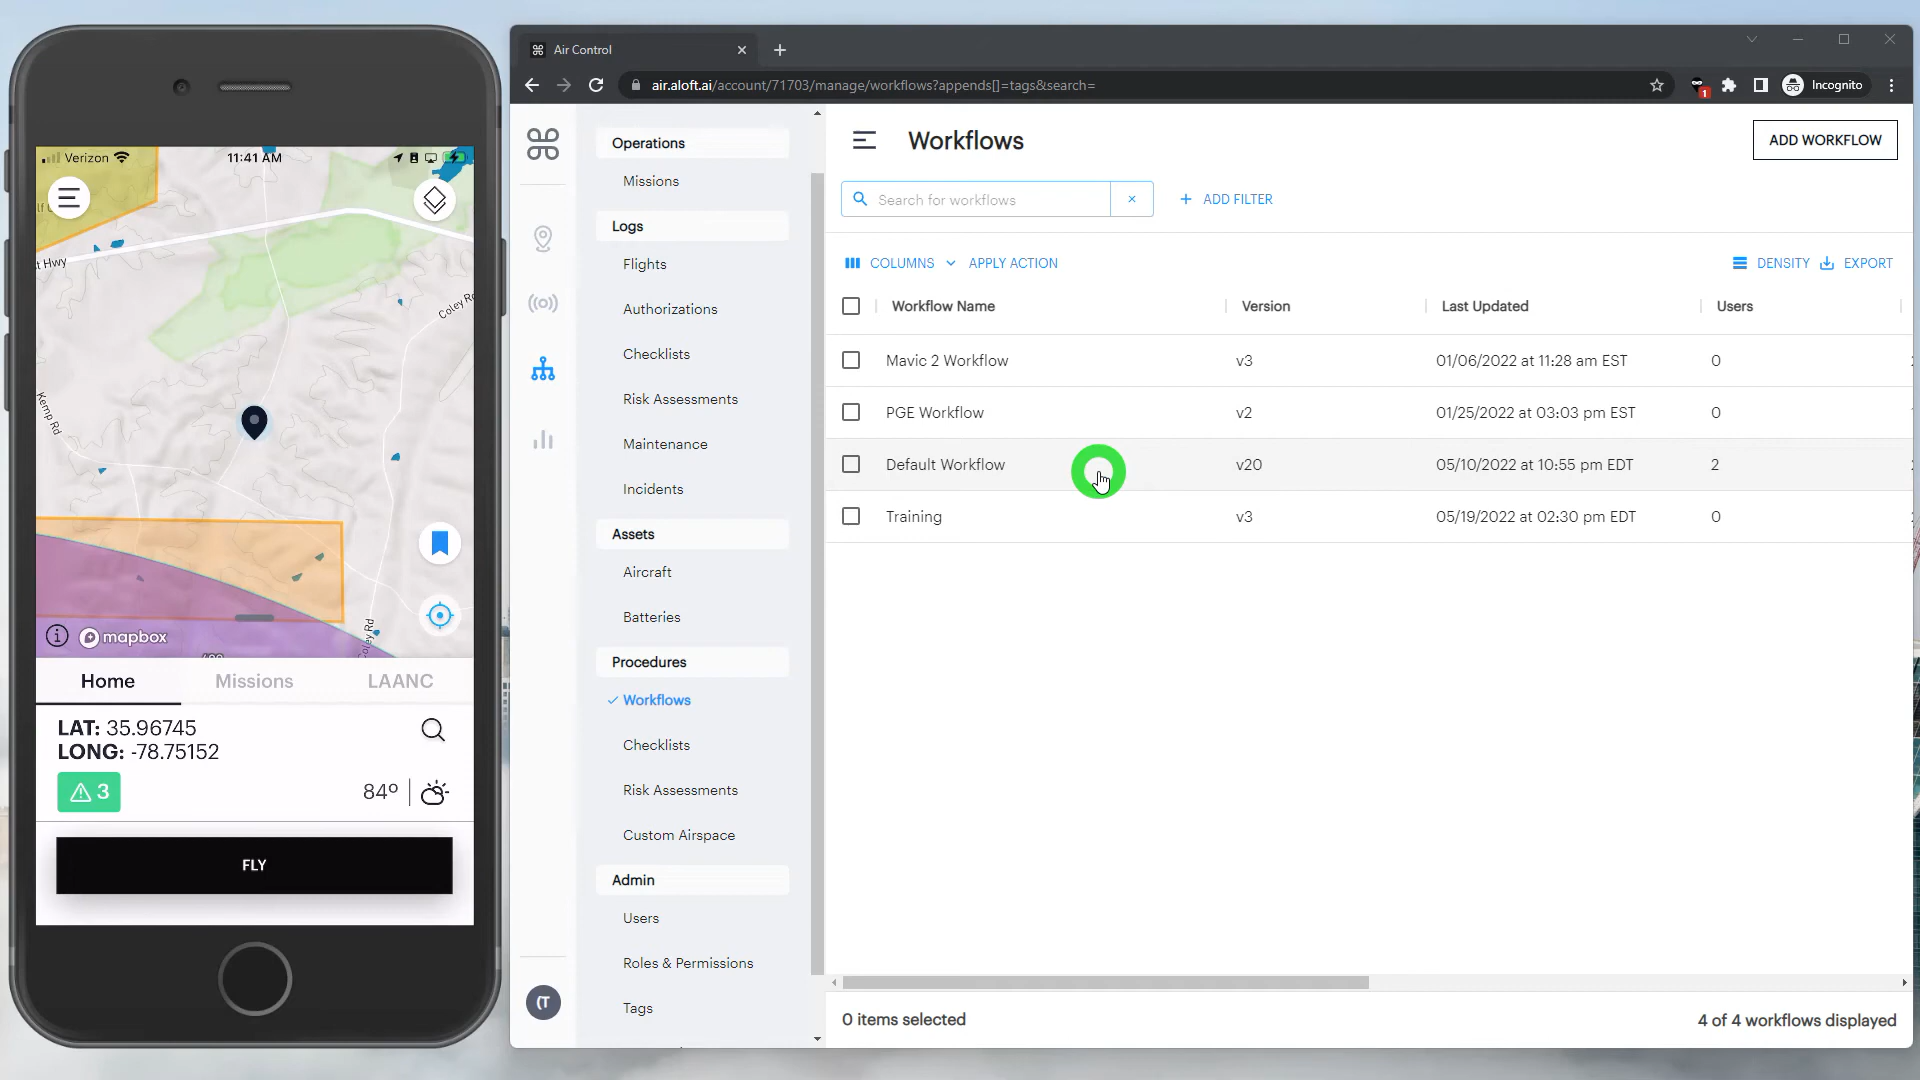 Verizon
11:41 AM
t Hwy
Coley R
Kemp Rd
Coley Rd
mapbox
Home
Missions
LAANC
LAT: 35.96745
LONG: -78.75152
3
84º
FLY
Air Control
air.aloft.ai/account/71703/manage/workflows?appends[]=tags&search=
1
Incognito
Operations
Missions
Logs
Flights
Authorizations
Checklists
Risk Assessments
Maintenance
Incidents
Assets
Aircraft
Batteries
Procedures
Workflows
Checklists
Risk Assessments
Custom Airspace
Admin
Users
Roles & Permissions
Tags
(T
Workflows
ADD WORKFLOW
Search for workflows
ADD FILTER
COLUMNS
APPLY ACTION
DENSITY
EXPORT
Workflow Name Version Last Updated Users
Mavic 2 Workflow v3 01/06/2022 at 11:28 am EST 0
PGE Workflow v2 01/25/2022 at 03:03 pm EST 0
Default Workflow v20 05/10/2022 at 10:55 pm EDT 2
Training v3 05/19/2022 at 02:30 pm EDT 0
0 items selected
4 of 4 workflows displayed